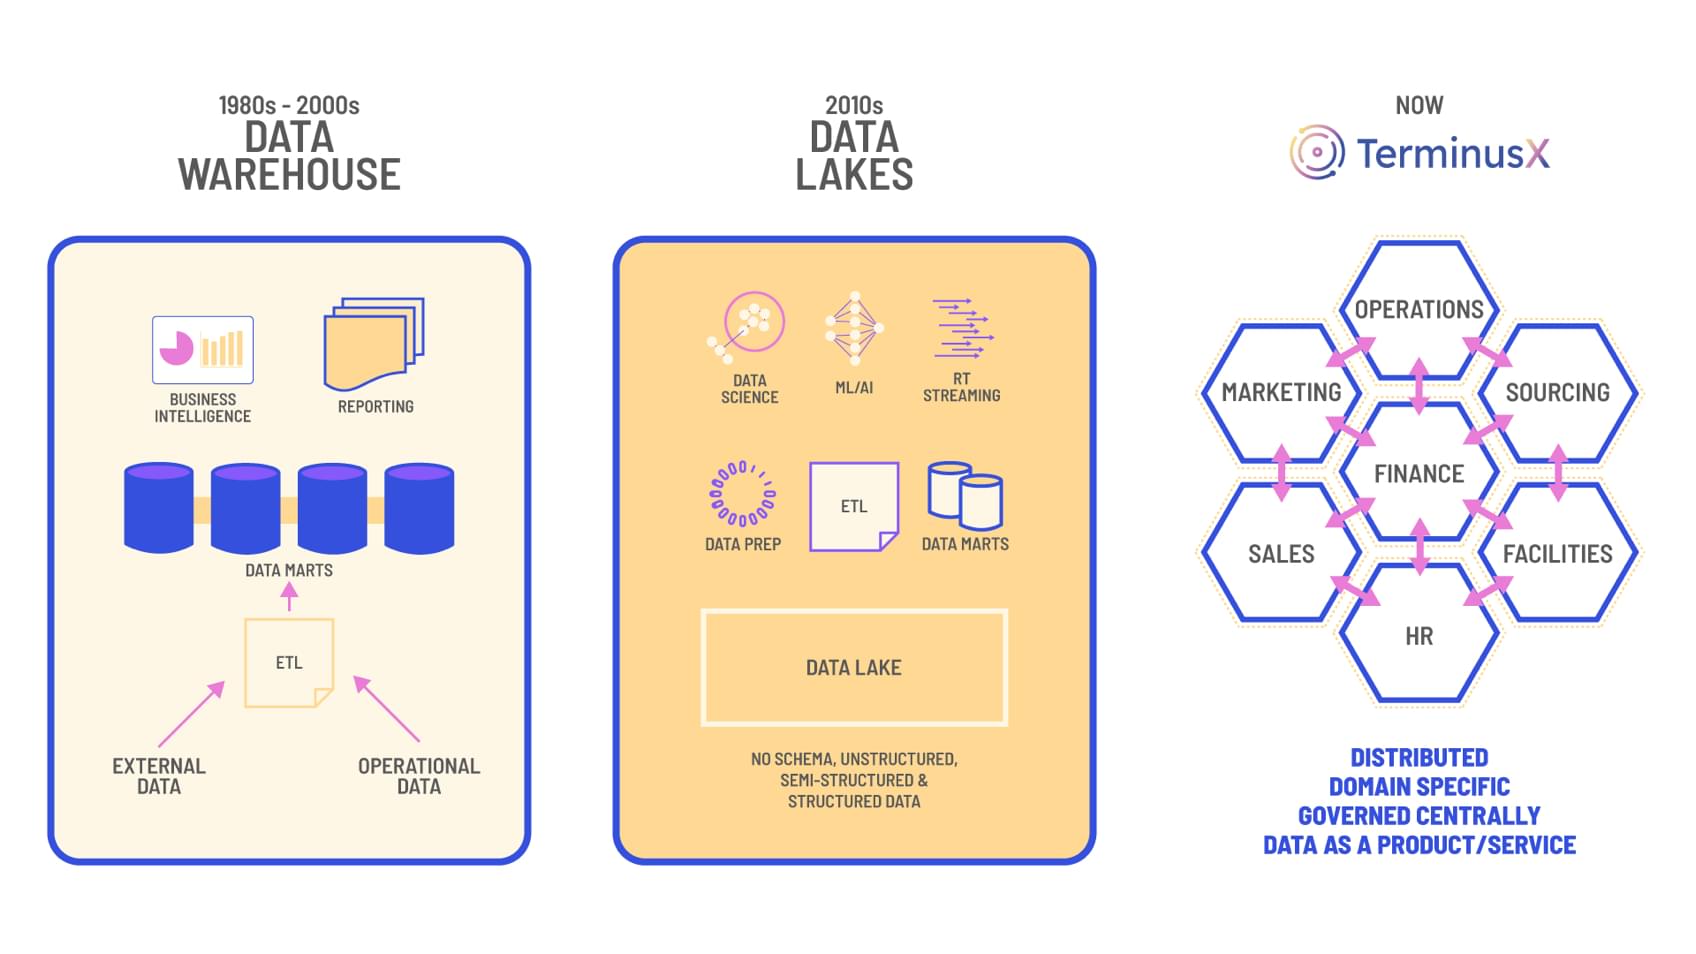 1980s - 2000s
DATA
WAREHOUSE
BUSINESS
INTELLIGENCE
REPORTING
DATA MARTS
ETL
EXTERNAL
DATA
OPERATIONAL
DATA
2010s
DATA
LAKES
DATA
SCIENCE
ML/AI
RT
STREAMING
DATA PREP
ETL
DATA MARTS
DATA LAKE
NO SCHEMA, UNSTRUCTURED,
SEMI-STRUCTURED &
STRUCTURED DATA
NOW
TerminusX
OPERATIONS
MARKETING
SOURCING
FINANCE
SALES
FACILITIES
HR
DISTRIBUTED
DOMAIN SPECIFIC
GOVERNED CENTRALLY
DATA AS A PRODUCT/SERVICE